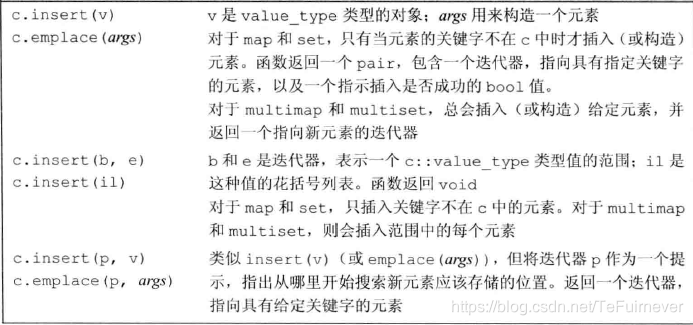 c.insert(v) v 是 value_type 类型的对象；args 用来构造一个元素
c.emplace(args) 对于 map 和 set，只有当元素的关键字不在 c 中时才插入（或构造）
元素。函数返回一个 pair，包含一个迭代器，指向具有指定关键字
的元素，以及一个指示插入是否成功的 bool 值。
对于 multimap 和 multiset，总会插入（或构造）给定元素，并
返回一个指向新元素的迭代器
c.insert(b, e) b 和 e 是迭代器，表示一个 c::value_type 类型值的范围；il 是
c.insert(il) 这种值的花括号列表。函数返回 void
对于 map 和 set，只插入关键字不在 c 中的元素。对于 multimap
和 multiset，则会插入范围中的每个元素
c.insert(p, v) 类似 insert(v)（或 emplace(args)），但将迭代器 p 作为一个提
c.emplace(p, args) 示，指出从哪里开始搜索新元素应该存储的位置。返回一个迭代器，
指向具有给定关键字的元素
https://blog.csdn.net/TeFuirnever